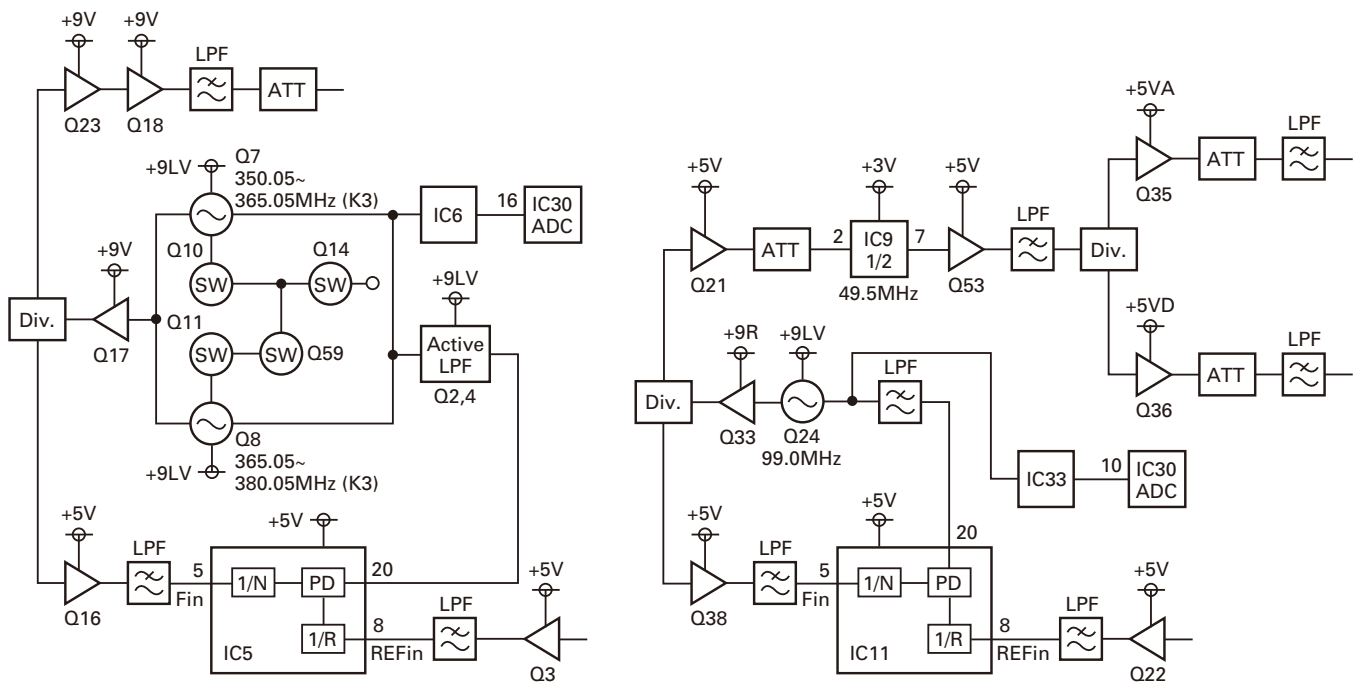 +9V
+9V
LPF
ATT
Q23
Q18
+9LV
Q7
350.05~
365.05MHz (K3)
IC6
16
IC30
ADC
Q10
Q14
SW
SW
+9V
+9LV
Div.
Q17
Q11
SW
SW
Q59
Active
LPF
Q2,4
Q8
+9LV
365.05~
380.05MHz (K3)
+5V
+5V
LPF
5
Fin
1/N
PD
20
+5V
Q16
1/R
8
REFin
LPF
IC5
Q3
+5VA
LPF
+5V
+3V
+5V
ATT
Q35
LPF
ATT
2
IC9
1/2
7
Div.
Q21
49.5MHz
Q53
+5VD
LPF
+9R
+9LV
LPF
ATT
Div.
Q33
Q24
99.0MHz
Q36
IC33
10
IC30
ADC
+5V
+5V
20
LPF
5
Fin
1/N
PD
+5V
LPF
Q38
1/R
8
REFin
IC11
Q22